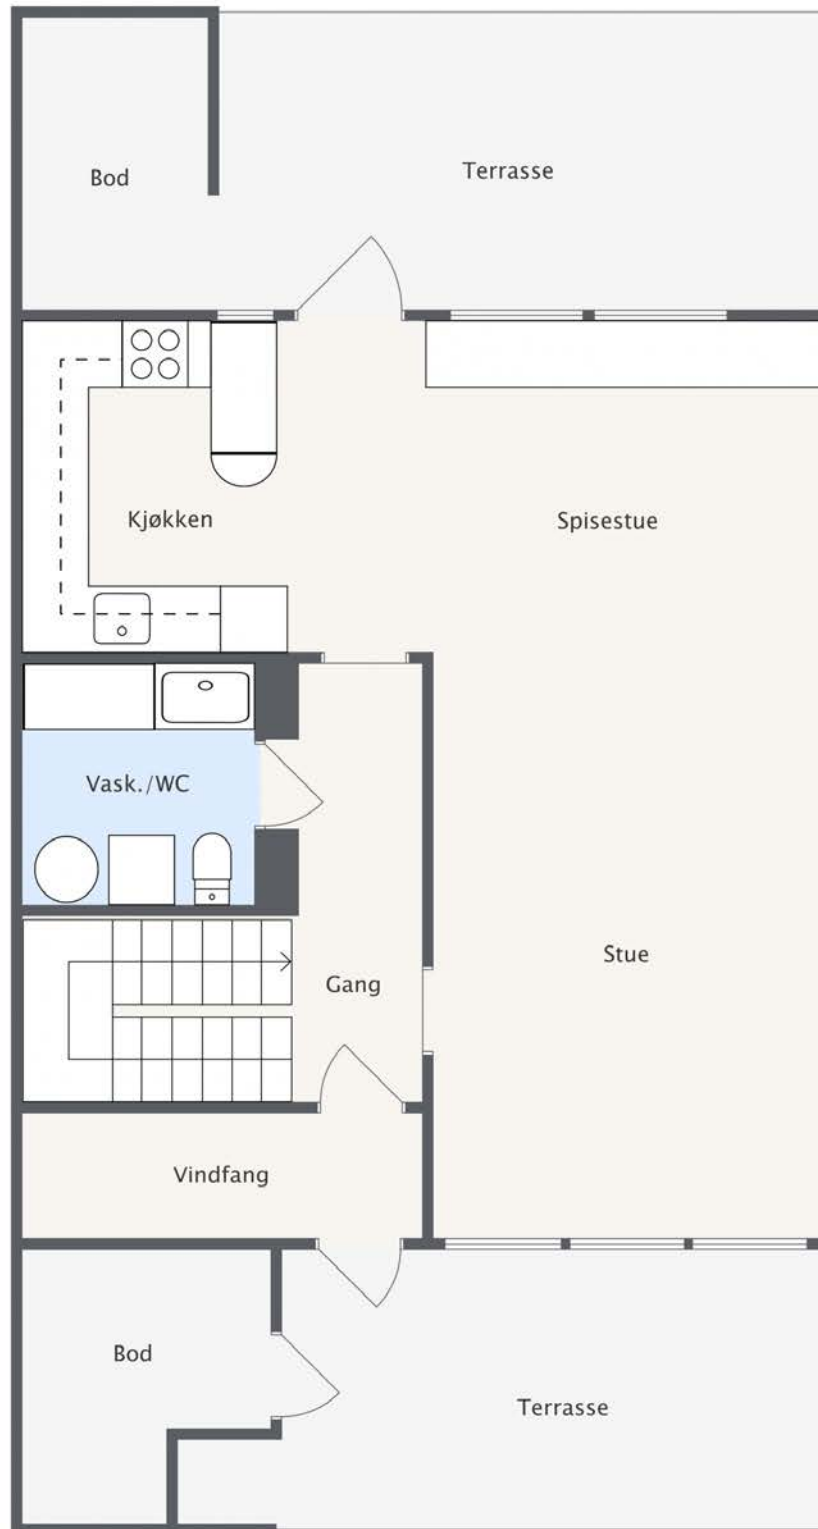 Bod
Terrasse
Kjøkken
Spisestue
Vask./WC
Stue
Gang
Vindfang
Bod
Terrasse